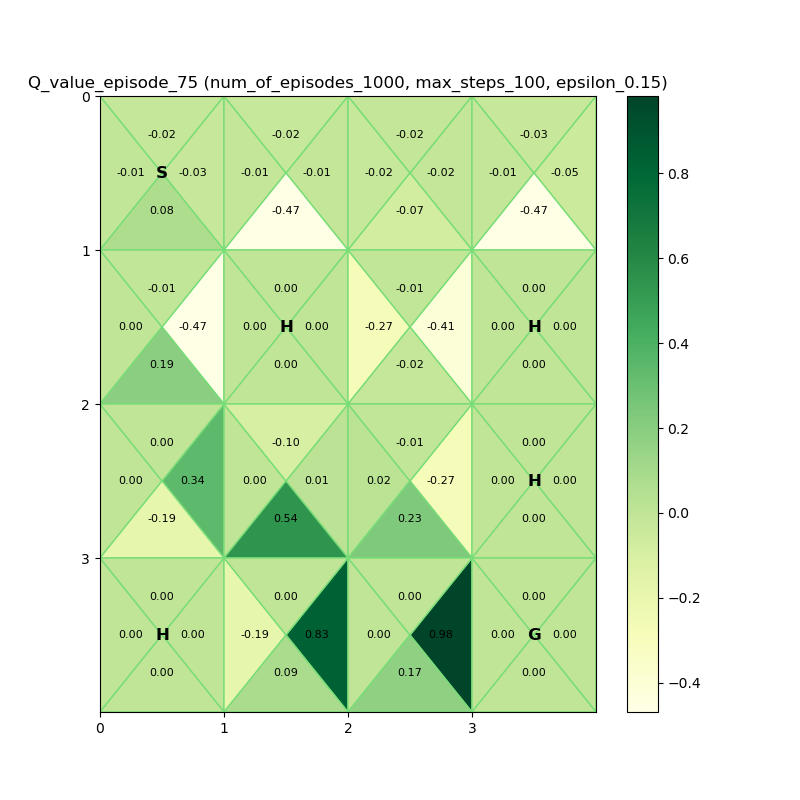 Q_value_episode_75 (num_of_episodes_1000, max_steps_100, epsilon_0.15)
0
-0.02 -0.02 -0.02 -0.03
-0.01 S -0.03 -0.01 -0.01 -0.02 -0.02 -0.01 -0.05
0.8
0.08 -0.47 -0.07 -0.47
1
0.6
-0.01 0.00 -0.01 0.00
0.00 -0.47 0.00 H 0.00 -0.27 -0.41 0.00 H 0.00
0.4
0.19 0.00 -0.02 0.00
2
0.2
0.00 -0.10 -0.01 0.00
0.00 0.34 0.00 0.01 0.02 -0.27 0.00 H 0.00
0.0
-0.19 0.54 0.23 0.00
3
0.00 0.00 0.00 0.00
−0.2
0.00 H 0.00 -0.19 0.83 0.00 0.98 0.00 G 0.00
0.00 0.09 0.17 0.00
−0.4
0 1 2 3